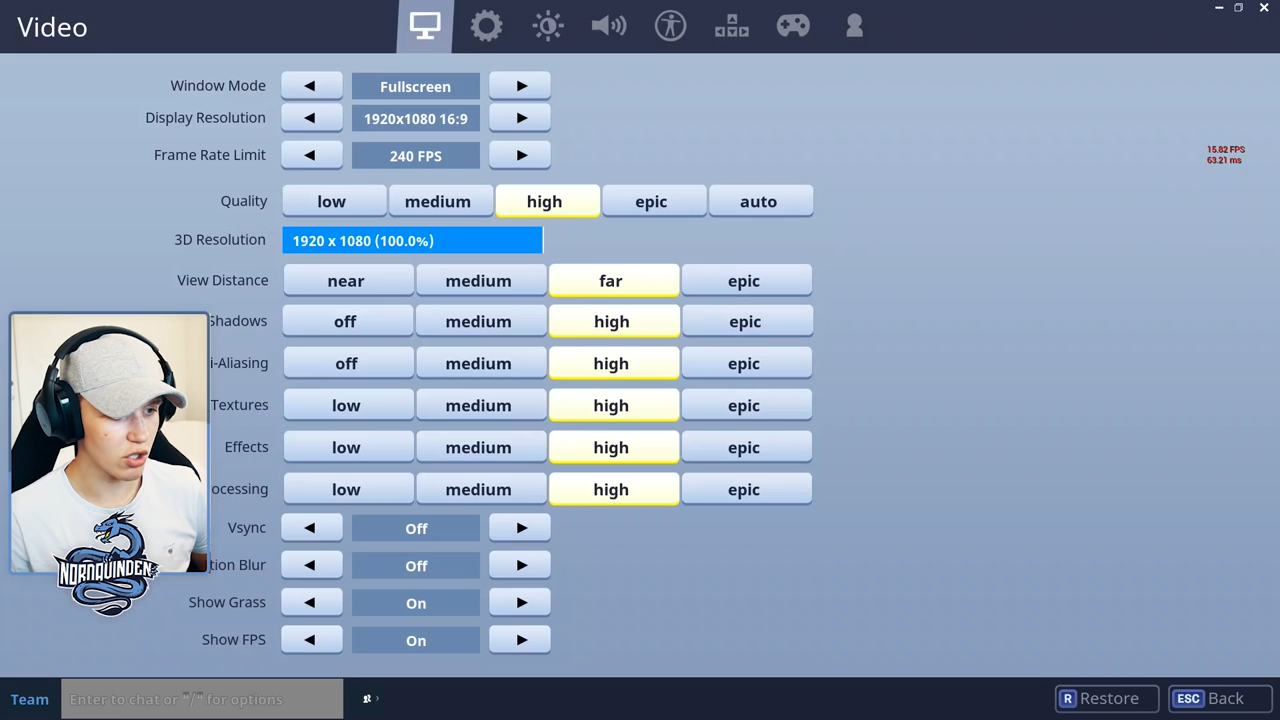 Video
Window Mode ◄ Fullscreen ►
Display Resolution ◄ 1920x1080 16:9 ►
Frame Rate Limit ◄ 240 FPS ►
15.82 FPS
63.21 ms
Quality low medium high epic auto
3D Resolution 1920 x 1080 (100.0%)
View Distance near medium far epic
Shadows off medium high epic
i-Aliasing off medium high epic
Textures low medium high epic
Effects low medium high epic
ocessing low medium high epic
Vsync ◄ Off ►
tion Blur ◄ Off ►
NORNQUINDEN
Show Grass ◄ On ►
Show FPS ◄ On ►
Team Enter to chat or "/" for options
R Restore ESC Back